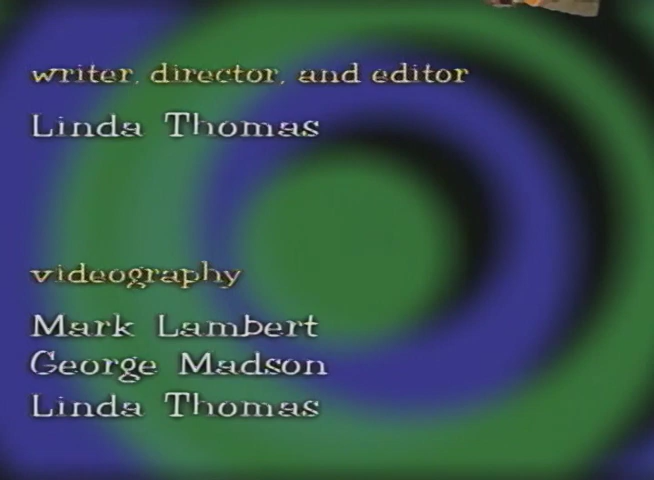 writer, director, and editor
Linda Thomas
videography
Mark Lambert
George Madson
Linda Thomas